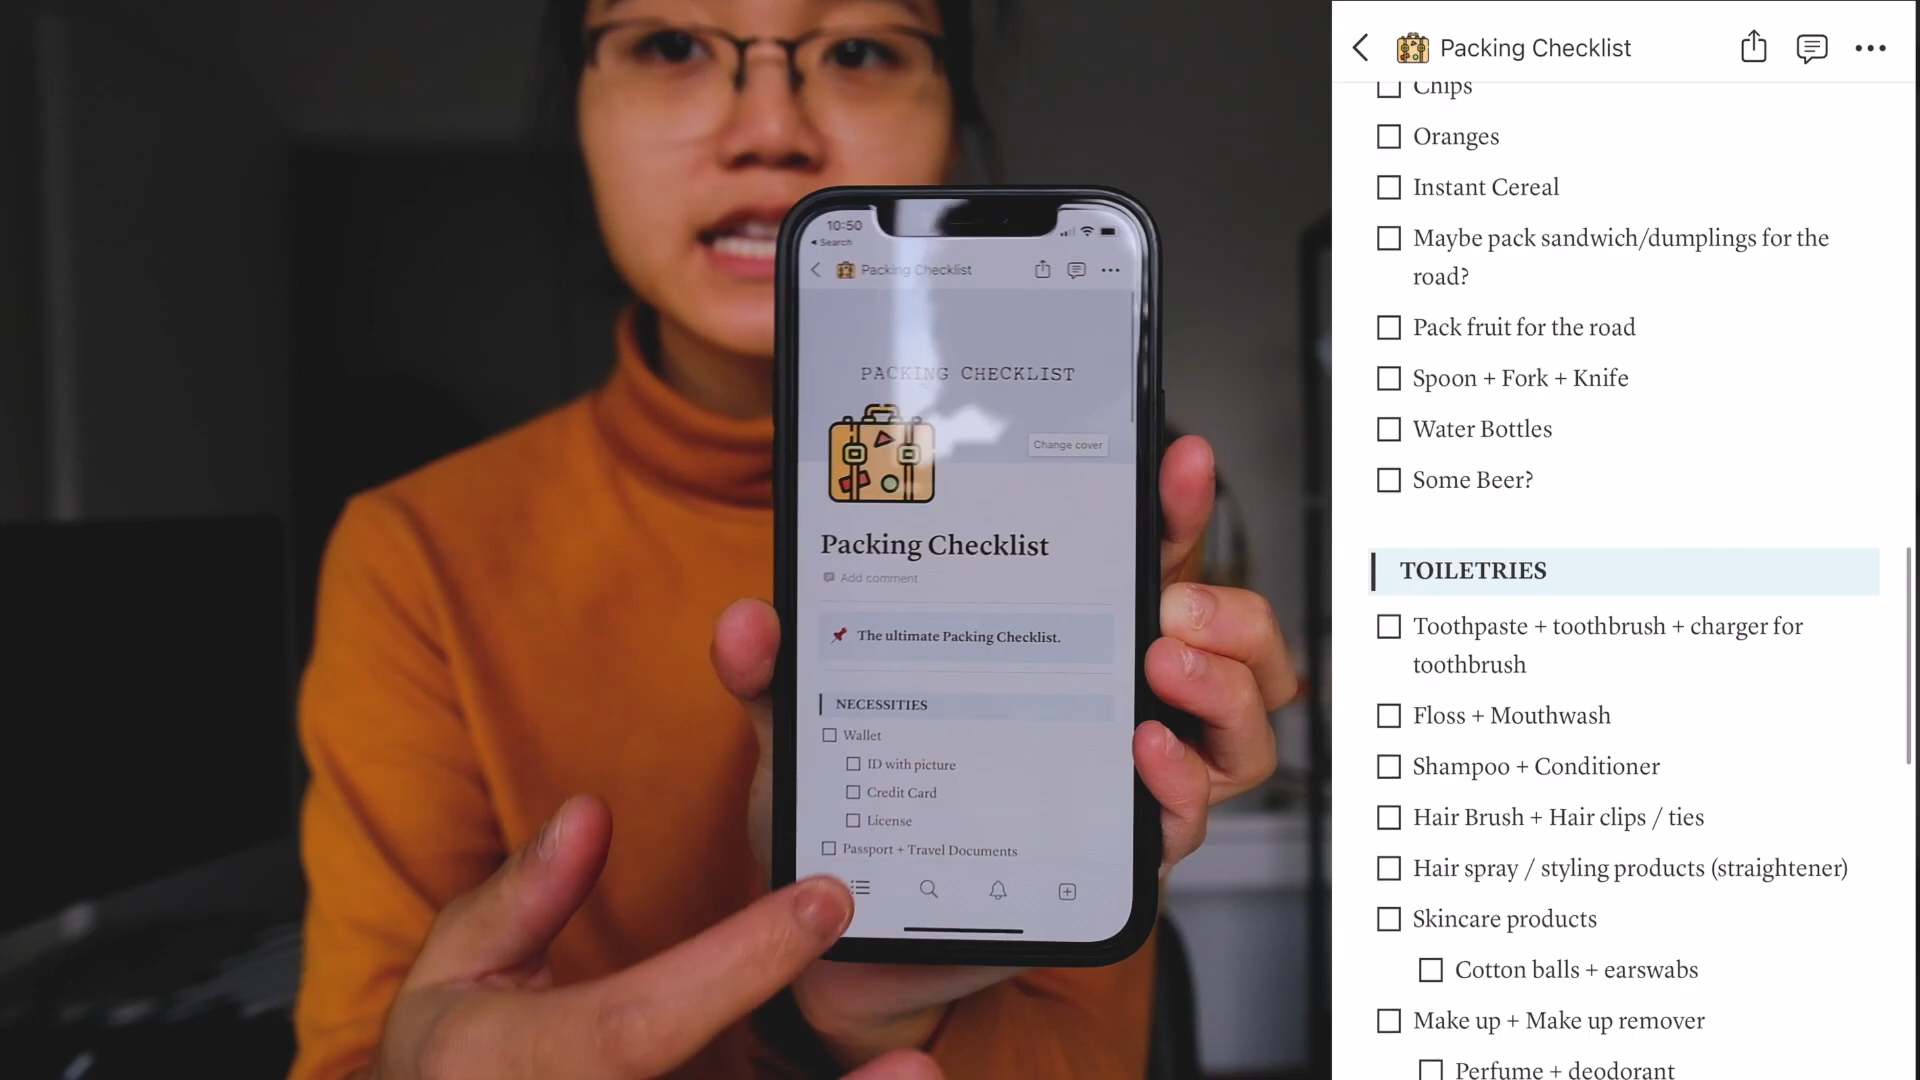 10:50
Search
Packing Checklist
PACKING CHECKLIST
Change cover
Packing Checklist
Add comment
The ultimate Packing Checklist.
NECESSITIES
Wallet
ID with picture
Credit Card
License
Passport + Travel Documents
Packing Checklist
Chips
Oranges
Instant Cereal
Maybe pack sandwich/dumplings for the
road?
Pack fruit for the road
Spoon + Fork + Knife
Water Bottles
Some Beer?
TOILETRIES
Toothpaste + toothbrush + charger for
toothbrush
Floss + Mouthwash
Shampoo + Conditioner
Hair Brush + Hair clips / ties
Hair spray / styling products (straightener)
Skincare products
Cotton balls + earswabs
Make up + Make up remover
Perfume + deodorant